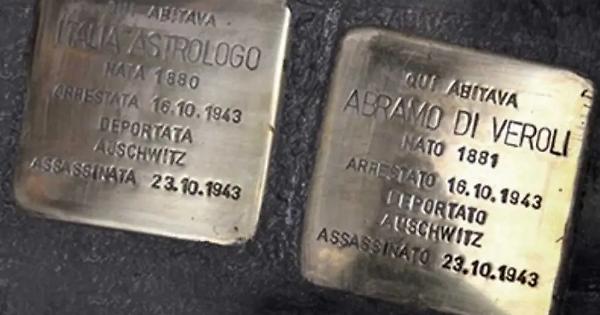 QUI ABITAVA
ITALIA ASTROLOGO
NATA 1880
ARRESTATA 16.10.1943
DEPORTATA
AUSCHWITZ
ASSASSINATA 23.10.1943
QUI ABITAVA
ABRAMO DI VEROLI
NATO 1881
ARRESTATO 16.10.1943
DEPORTATO
AUSCHWITZ
ASSASSINATO 23.10.1943